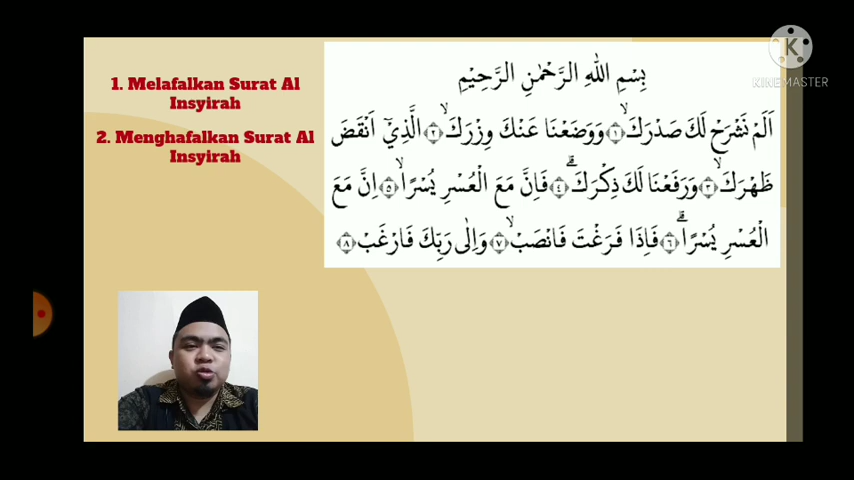 1. Melafalkan Surat Al
Insyirah
2. Menghafalkan Surat Al
Insyirah
بِسْمِ اللهِ الرَّحْمٰنِ الرَّحِيْمِ
اَلَمْ نَشْرَحْ لَكَ صَدْرَكَۙ ۝١ وَوَضَعْنَا عَنْكَ وِزْرَكَۙ ۝٢ الَّذِيْٓ اَنْقَضَ
ظَهْرَكَۙ ۝٣ وَرَفَعْنَا لَكَ ذِكْرَكَۗ ۝٤ فَاِنَّ مَعَ الْعُسْرِ يُسْرًاۙ ۝٥ اِنَّ مَعَ
الْعُسْرِ يُسْرًاۗ ۝٦ فَاِذَا فَرَغْتَ فَانْصَبْۙ ۝٧ وَاِلٰى رَبِّكَ فَارْغَبْ ۝٨
K
KINEMASTER